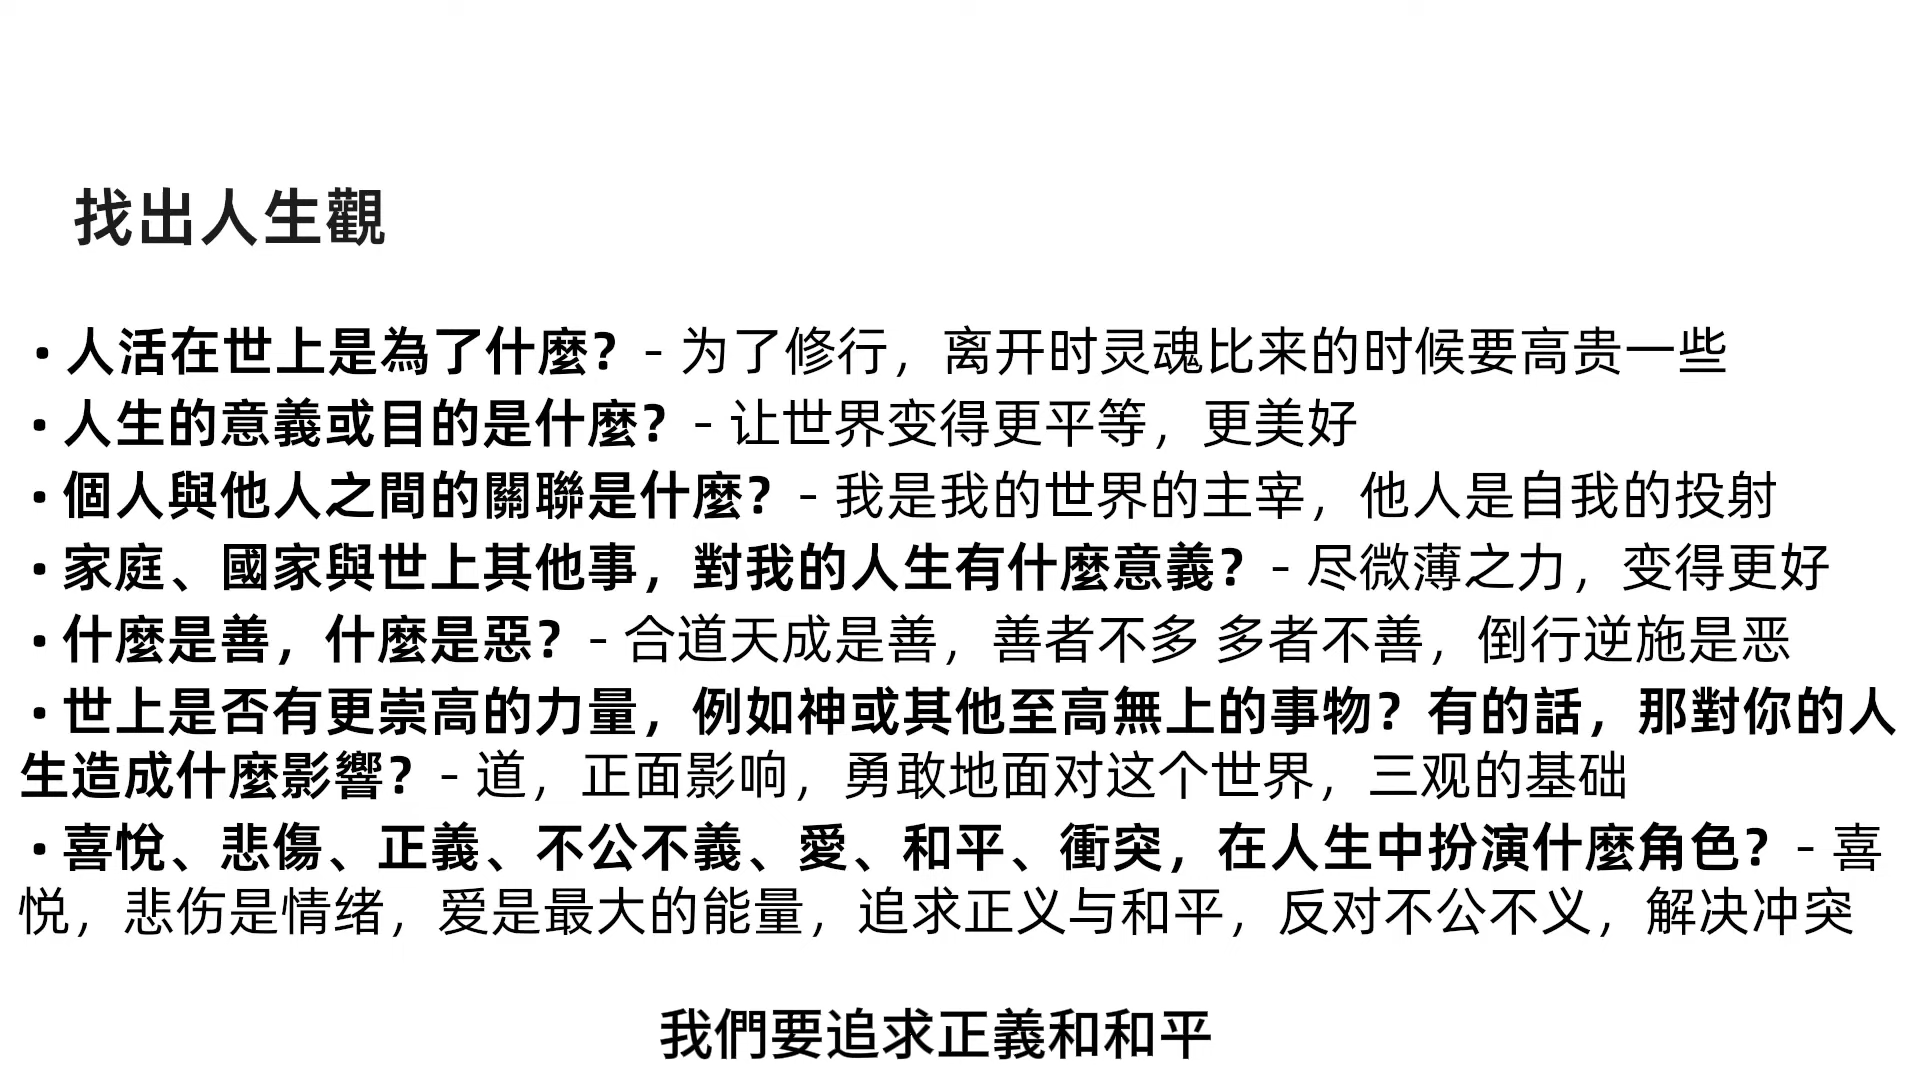 找出人生觀
• 人活在世上是為了什麼？- 为了修行，离开时灵魂比来的时候要高贵一些
• 人生的意義或目的是什麼？- 让世界变得更平等，更美好
• 個人與他人之間的關聯是什麼？- 我是我的世界的主宰，他人是自我的投射
• 家庭、國家與世上其他事，對我的人生有什麼意義？- 尽微薄之力，变得更好
• 什麼是善，什麼是惡？- 合道天成是善，善者不多 多者不善，倒行逆施是恶
• 世上是否有更崇高的力量，例如神或其他至高無上的事物？有的話，那對你的人
生造成什麼影響？- 道，正面影响，勇敢地面对这个世界，三观的基础
• 喜悅、悲傷、正義、不公不義、愛、和平、衝突，在人生中扮演什麼角色？- 喜
悦，悲伤是情绪，爱是最大的能量，追求正义与和平，反对不公不义，解决冲突
我們要追求正義和和平